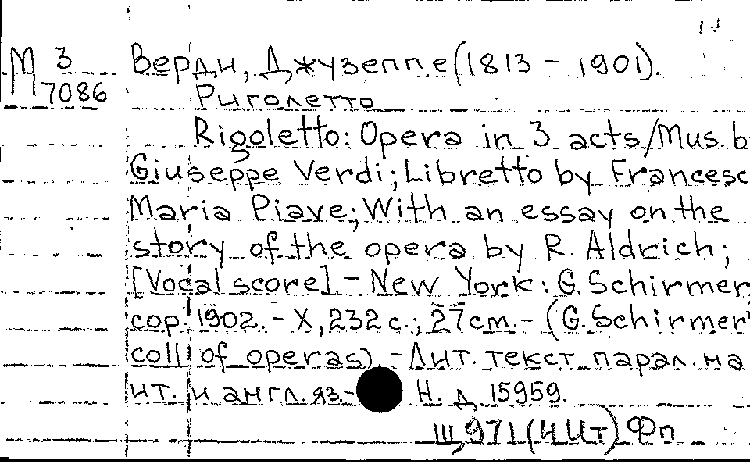 М 3 Верди, Джузеппе (1813 - 1901).
7086 Риголетто
Rigoletto: Opera in 3 acts/Mus. b
Giuseppe Verdi; Libretto by Francesc
Maria Piave; With an essay on the
story of the opera by R. Aldrich;
[Vocal score]. - New York: G. Schirmer,
cop. 1902. - X, 232 с.; 27 cm. - (G. Schirmer'
coll. of operas). - Лит. текст парал. на
ит. и англ. яз. - Н. д. 15959.
Ш,971(4Ит) Фп